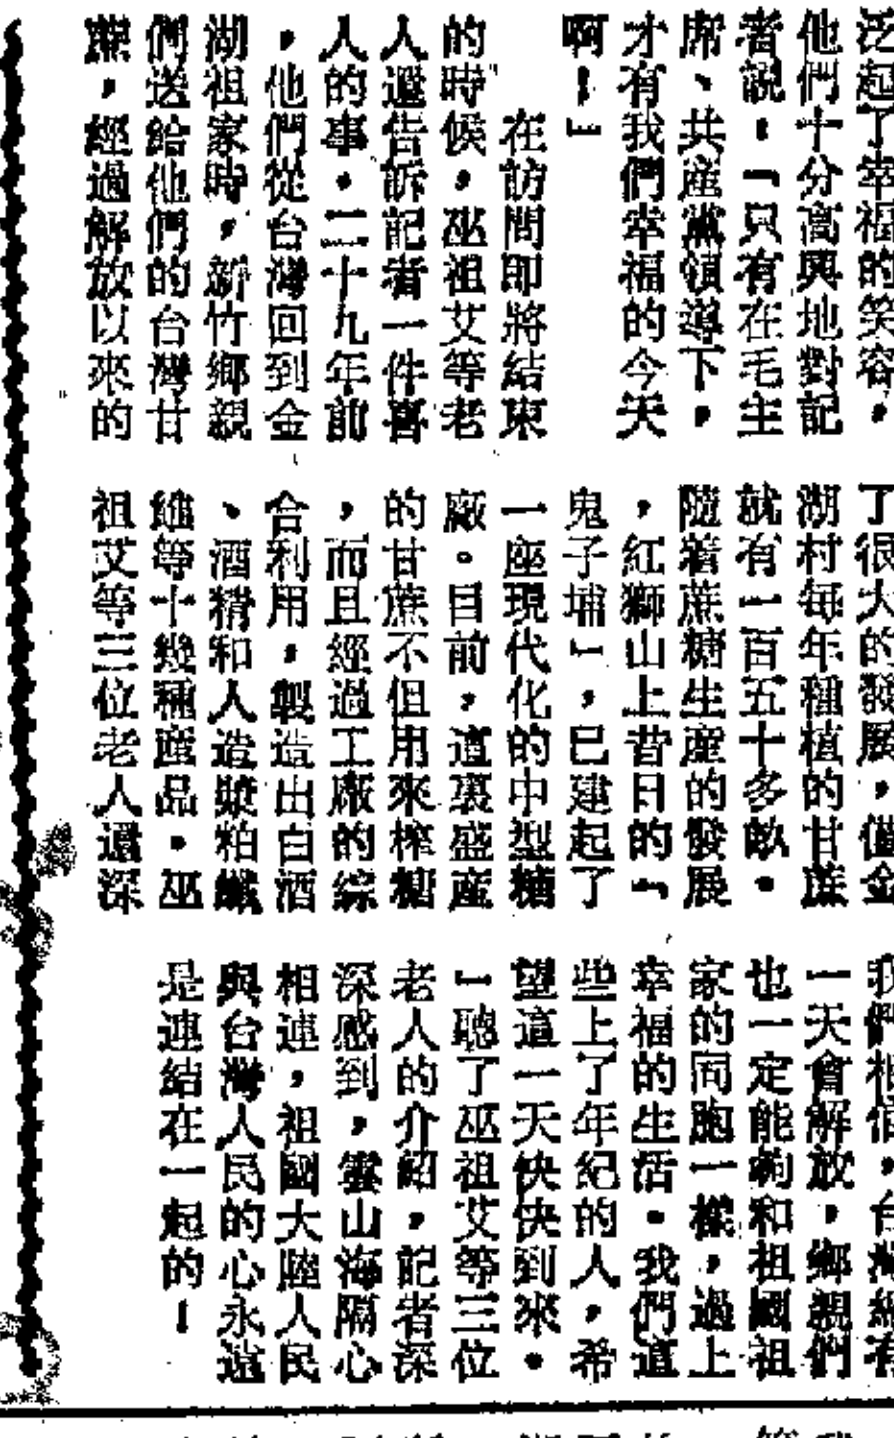 泛起了幸福的笑容，
他們十分高興地對記
者說：「只有在毛主
席、共產黨領導下，
才有我們幸福的今天
啊！」
在訪問即將結束
的時候，巫祖艾等老
人還告訴記者一件喜
人的事。二十九年前
，他們從台灣回到金
湖祖家時，新竹鄉親
們送給他們的台灣甘
蔗，經過解放以來的
了很大的發展，僅金
湖村每年種植的甘蔗
就有一百五十多畝。
隨着蔗糖生產的發展
，紅獅山上昔日的「
鬼子埔」，已建起了
一座現代化的中型糖
廠。目前，這裏盛產
的甘蔗不但用來榨糖
，而且經過工廠的綜
合利用，製造出白酒
、酒精和人造漿粕纖
維等十幾種產品。巫
祖艾等三位老人還深
我們相信，台灣總有
一天會解放，鄉親們
也一定能夠和祖國祖
家的同胞一樣，過上
幸福的生活。我們這
些上了年紀的人，希
望這一天快快到來。
」聽了巫祖艾等三位
老人的介紹，記者深
深感到，雲山海隔心
相連，祖國大陸人民
與台灣人民的心永遠
是連結在一起的！